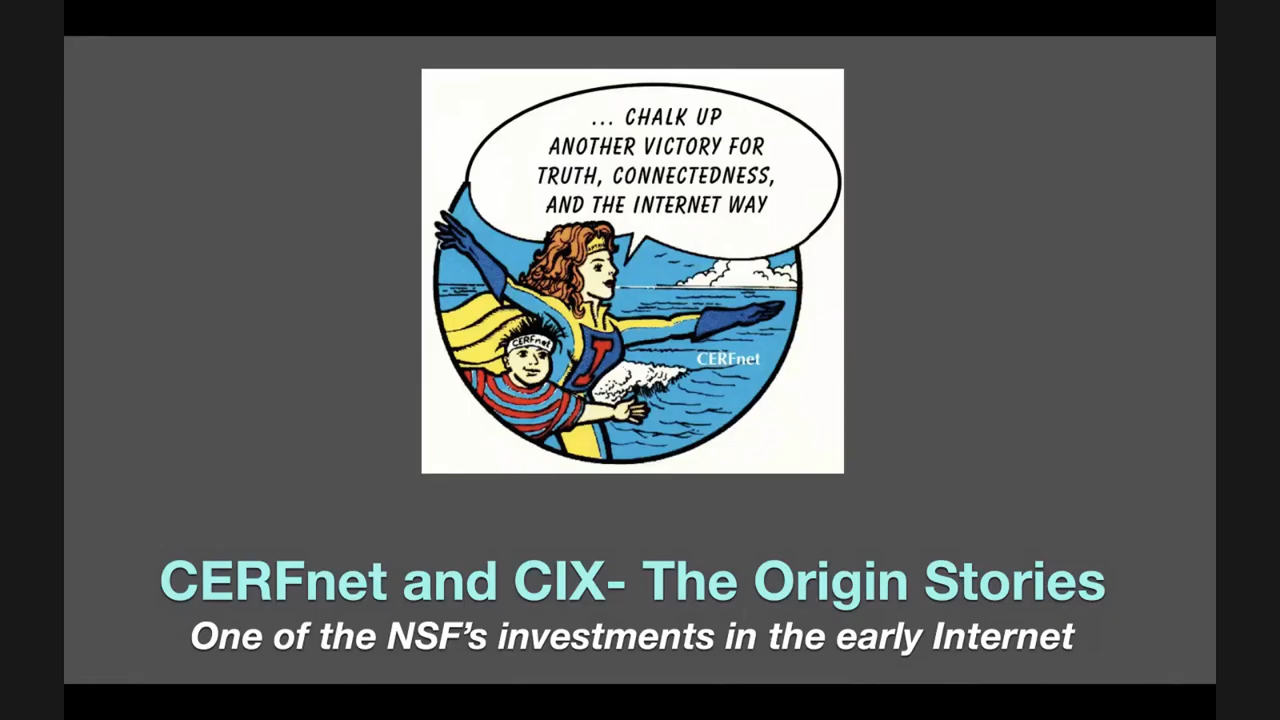 ... CHALK UP
ANOTHER VICTORY FOR
TRUTH, CONNECTEDNESS,
AND THE INTERNET WAY
CERFnet
I
CERFnet
CERFnet and CIX- The Origin Stories
One of the NSF's investments in the early Internet